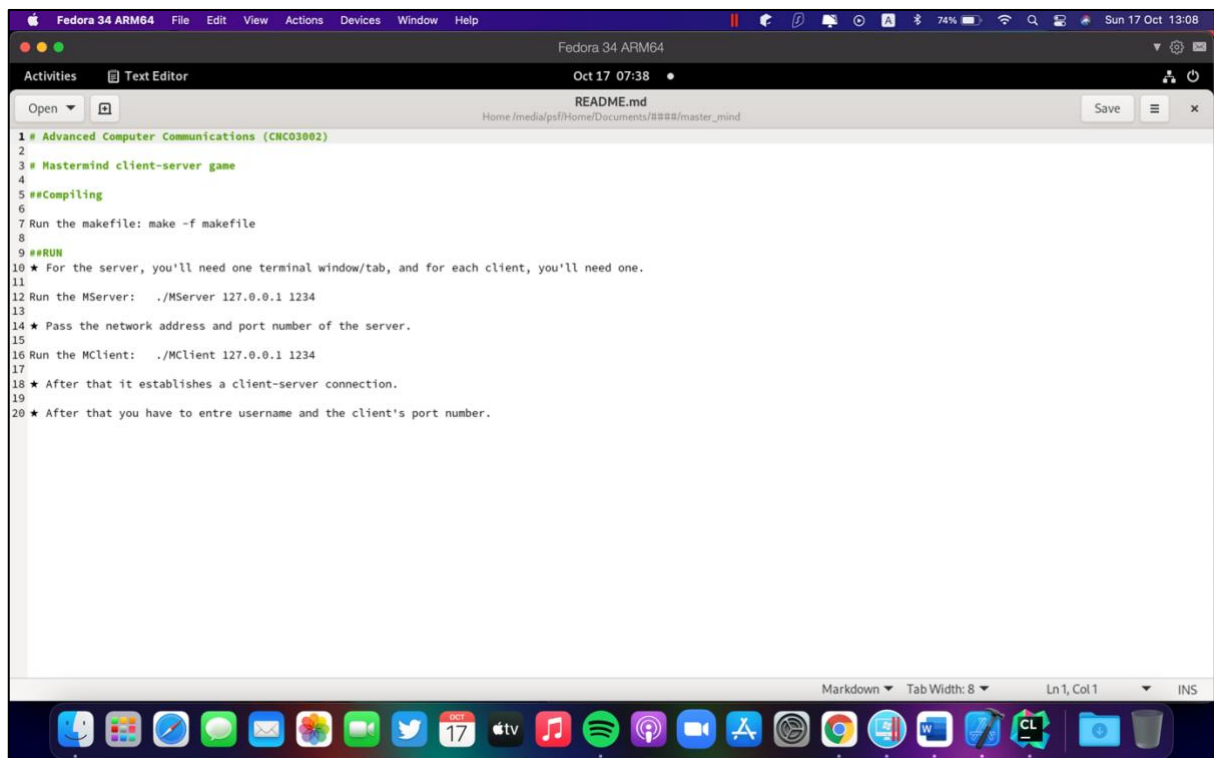 Fedora 34 ARM64 File Edit View Actions Devices Window Help 74% Sun 17 Oct 13:08
Fedora 34 ARM64
Activities Text Editor Oct 17 07:38
Open README.md Save
Home /media/psf/Home/Documents/####/master_mind
1 # Advanced Computer Communications (CNCO3002)
2
3 # Mastermind client-server game
4
5 ##Compiling
6
7 Run the makefile: make -f makefile
8
9 ##RUN
10 ★ For the server, you'll need one terminal window/tab, and for each client, you'll need one.
11
12 Run the MServer: ./MServer 127.0.0.1 1234
13
14 ★ Pass the network address and port number of the server.
15
16 Run the MClient: ./MClient 127.0.0.1 1234
17
18 ★ After that it establishes a client-server connection.
19
20 ★ After that you have to entre username and the client's port number.
Markdown Tab Width: 8 Ln 1, Col 1 INS
OCT
17
tv
W
CL